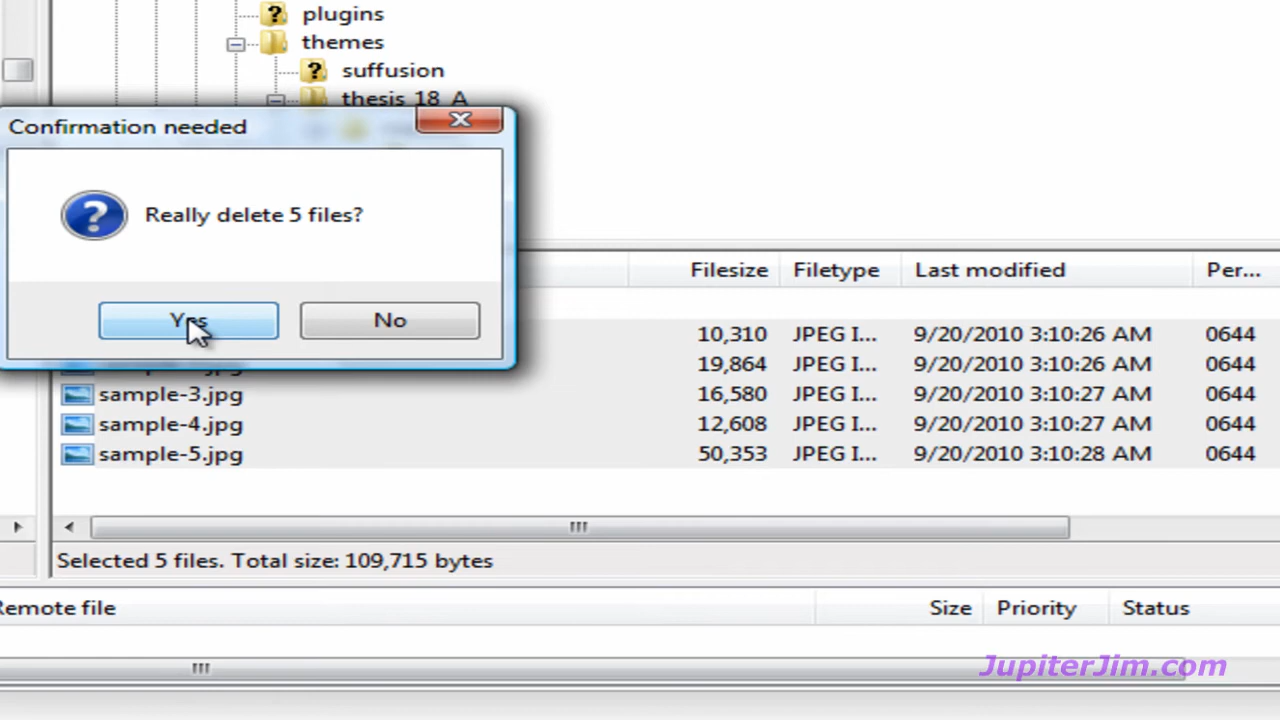 plugins
themes
suffusion
thesis_18_A
Confirmation needed
Really delete 5 files?
Yes
No
Filesize Filetype Last modified Per...
10,310 JPEG I... 9/20/2010 3:10:26 AM 0644
19,864 JPEG I... 9/20/2010 3:10:26 AM 0644
sample-3.jpg 16,580 JPEG I... 9/20/2010 3:10:27 AM 0644
sample-4.jpg 12,608 JPEG I... 9/20/2010 3:10:27 AM 0644
sample-5.jpg 50,353 JPEG I... 9/20/2010 3:10:28 AM 0644
Selected 5 files. Total size: 109,715 bytes
Remote file Size Priority Status
JupiterJim.com